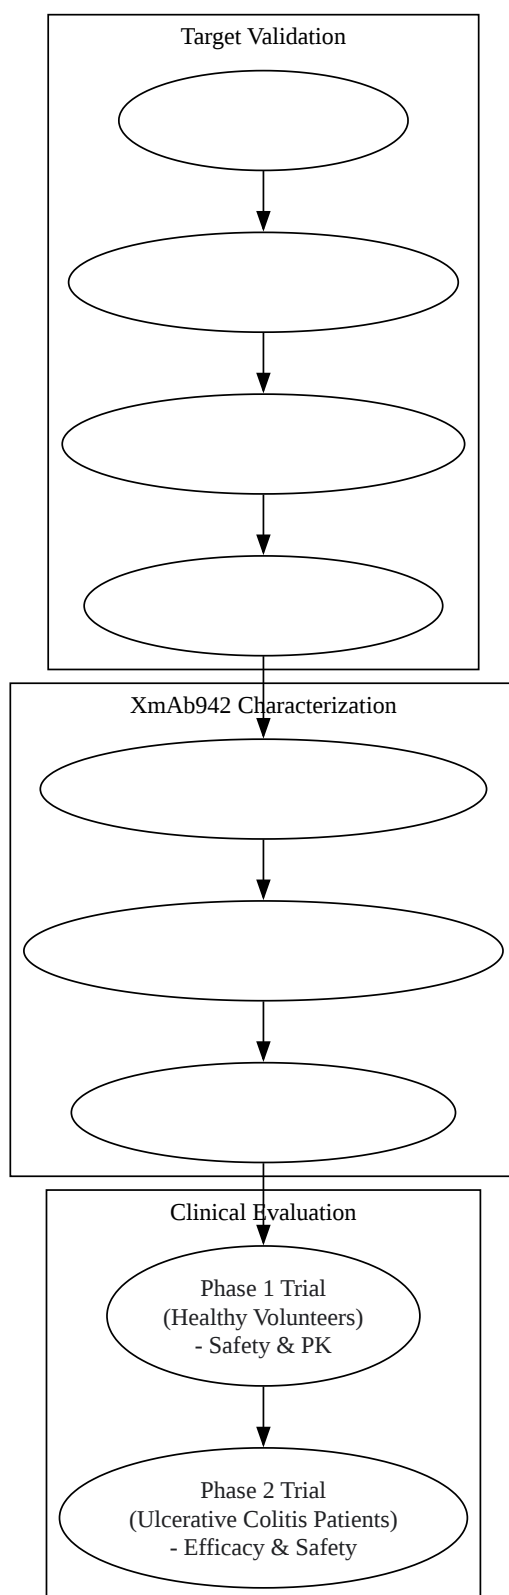 Target Validation
XmAb942 Characterization
Clinical Evaluation
Phase 1 Trial
(Healthy Volunteers)
- Safety & PK
Phase 2 Trial
(Ulcerative Colitis Patients)
- Efficacy & Safety